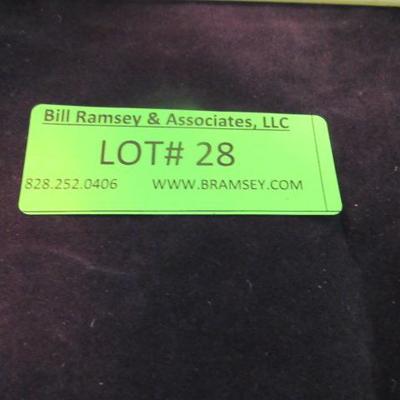 Bill Ramsey & Associates, LLC
LOT# 28
828.252.0406 WWW.BRAMSEY.COM